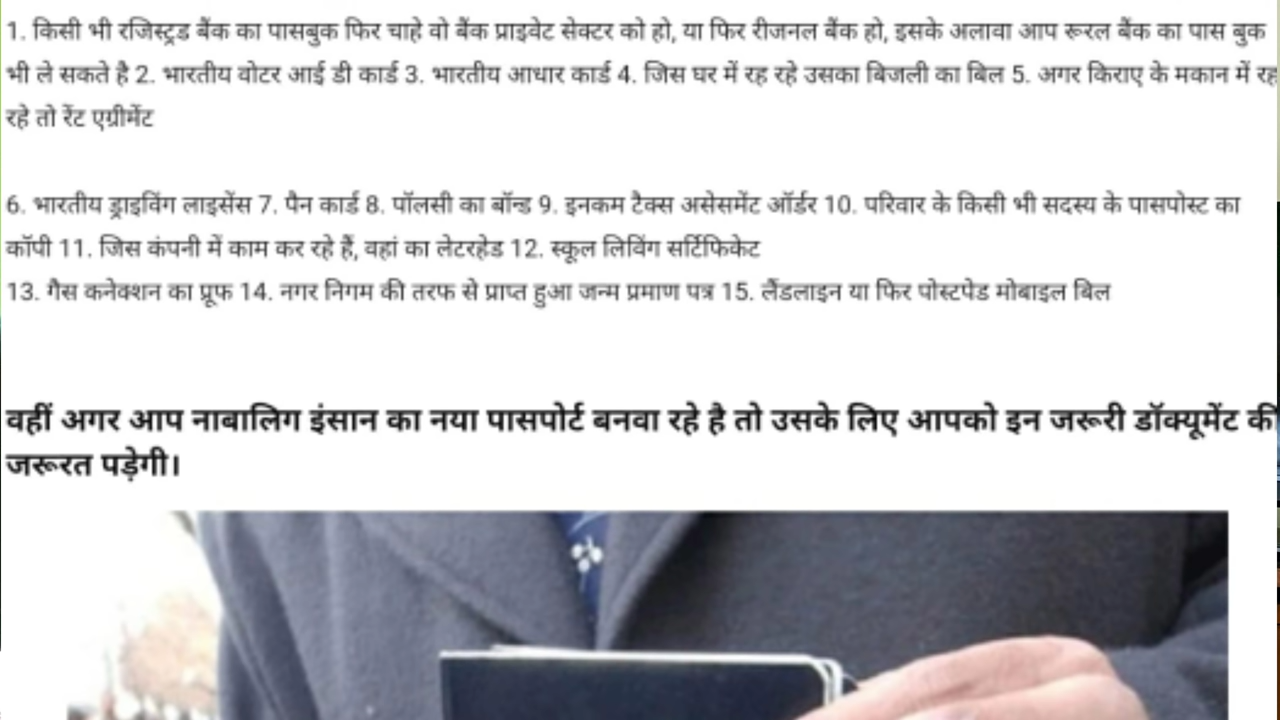 1. किसी भी रजिस्ट्रड बैंक का पासबुक फिर चाहे वो बैंक प्राइवेट सेक्टर को हो, या फिर रीजनल बैंक हो, इसके अलावा आप रूरल बैंक का पास बुक
भी ले सकते है 2. भारतीय वोटर आई डी कार्ड 3. भारतीय आधार कार्ड 4. जिस घर में रह रहे उसका बिजली का बिल 5. अगर किराए के मकान में रह
रहे तो रेंट एग्रीमेंट
6. भारतीय ड्राइविंग लाइसेंस 7. पैन कार्ड 8. पॉलसी का बॉन्ड 9. इनकम टैक्स असेसमेंट ऑर्डर 10. परिवार के किसी भी सदस्य के पासपोस्ट का
कॉपी 11. जिस कंपनी में काम कर रहे हैं, वहां का लेटरहेड 12. स्कूल लिविंग सर्टिफिकेट
13. गैस कनेक्शन का प्रूफ 14. नगर निगम की तरफ से प्राप्त हुआ जन्म प्रमाण पत्र 15. लैंडलाइन या फिर पोस्टपेड मोबाइल बिल
वहीं अगर आप नाबालिग इंसान का नया पासपोर्ट बनवा रहे है तो उसके लिए आपको इन जरूरी डॉक्यूमेंट की
जरूरत पड़ेगी।